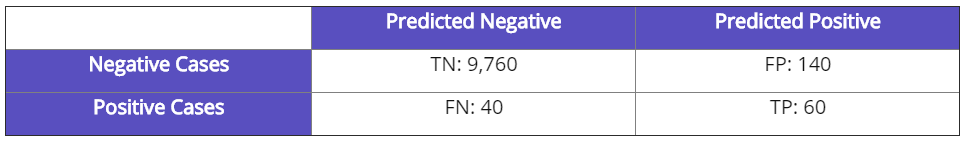 Predicted Negative Predicted Positive
Negative Cases TN: 9,760 FP: 140
Positive Cases FN: 40 TP: 60